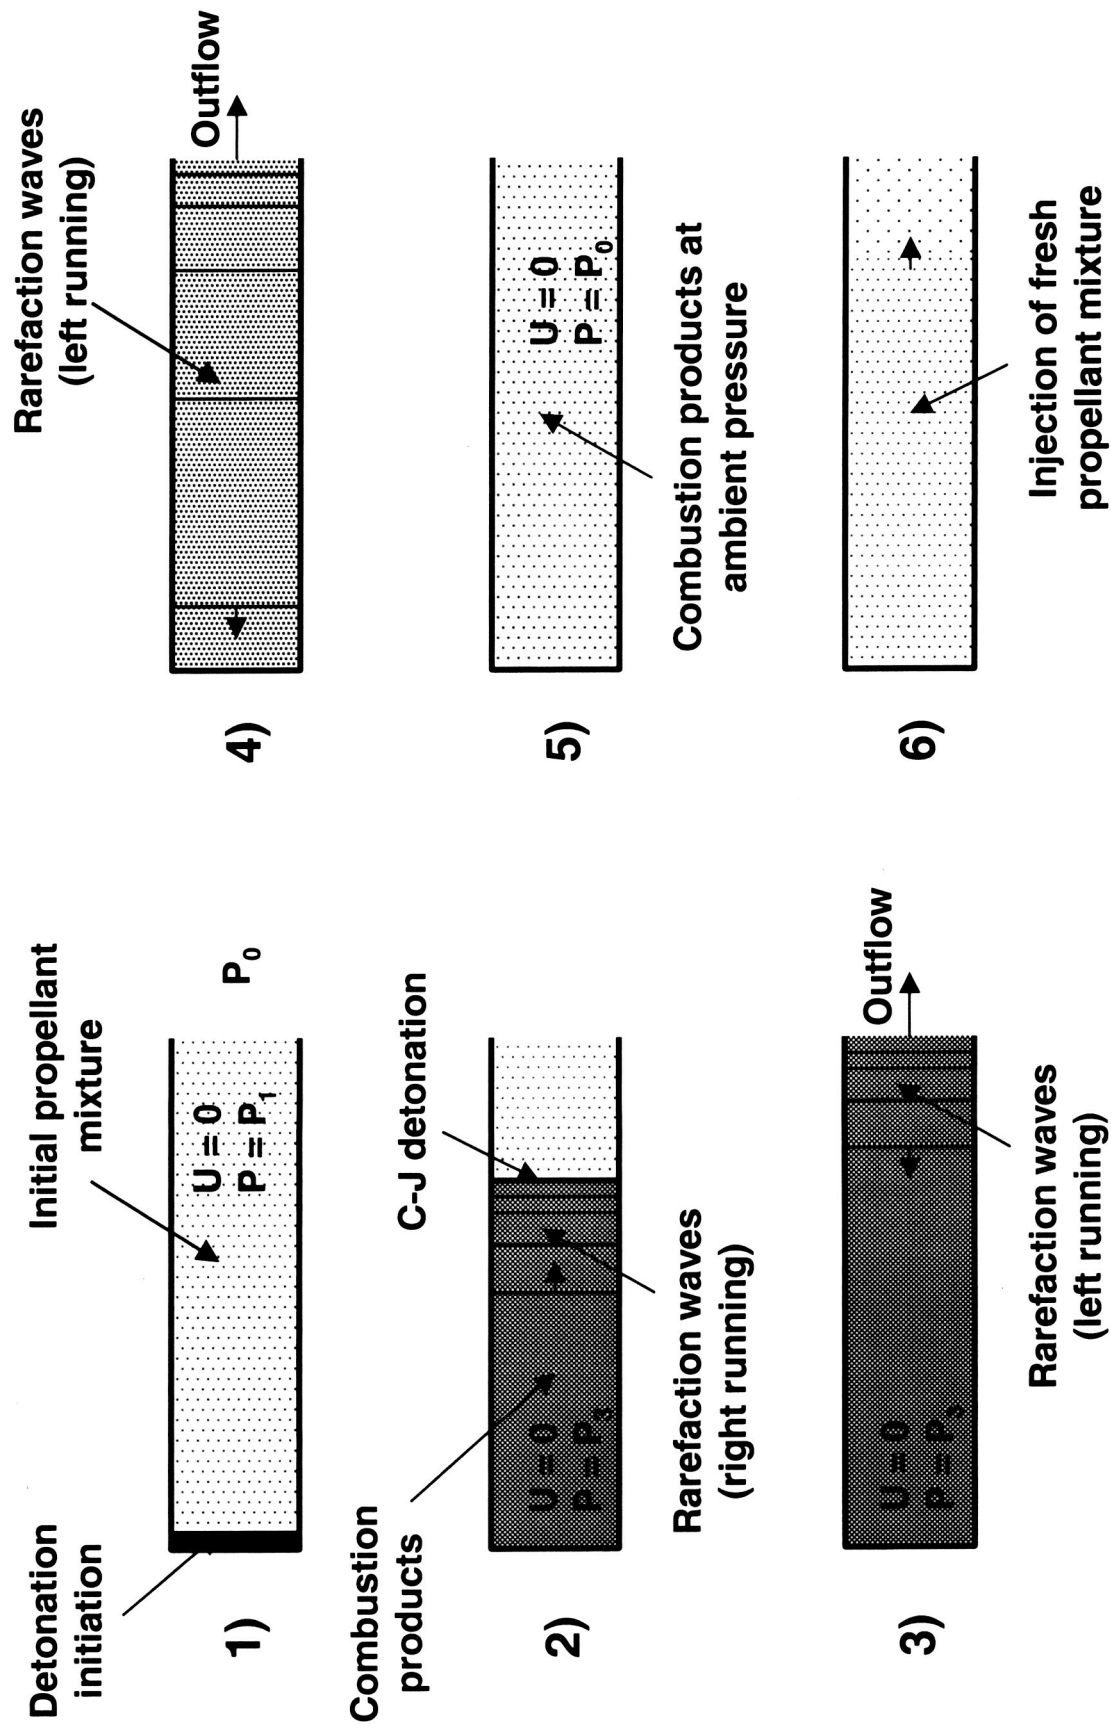 Detonation
initiation
Initial propellant
mixture
1)
U = 0
P = P₁
P₀
Combustion
products
C-J detonation
2)
U = 0
P = P₃
Rarefaction waves
(right running)
3)
U = 0
P = P₃
Outflow
Rarefaction waves
(left running)
Rarefaction waves
(left running)
Outflow
4)
5)
U = 0
P = P₀
Combustion products at
ambient pressure
6)
Injection of fresh
propellant mixture